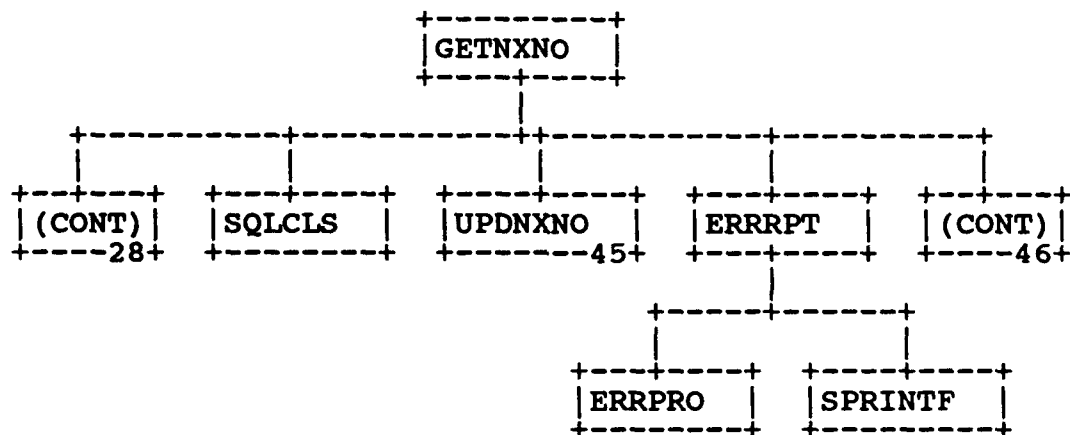 GETNXNO
(CONT) SQLCLS UPDNXNO ERRRPT (CONT)
28 45 46
ERRPRO SPRINTF